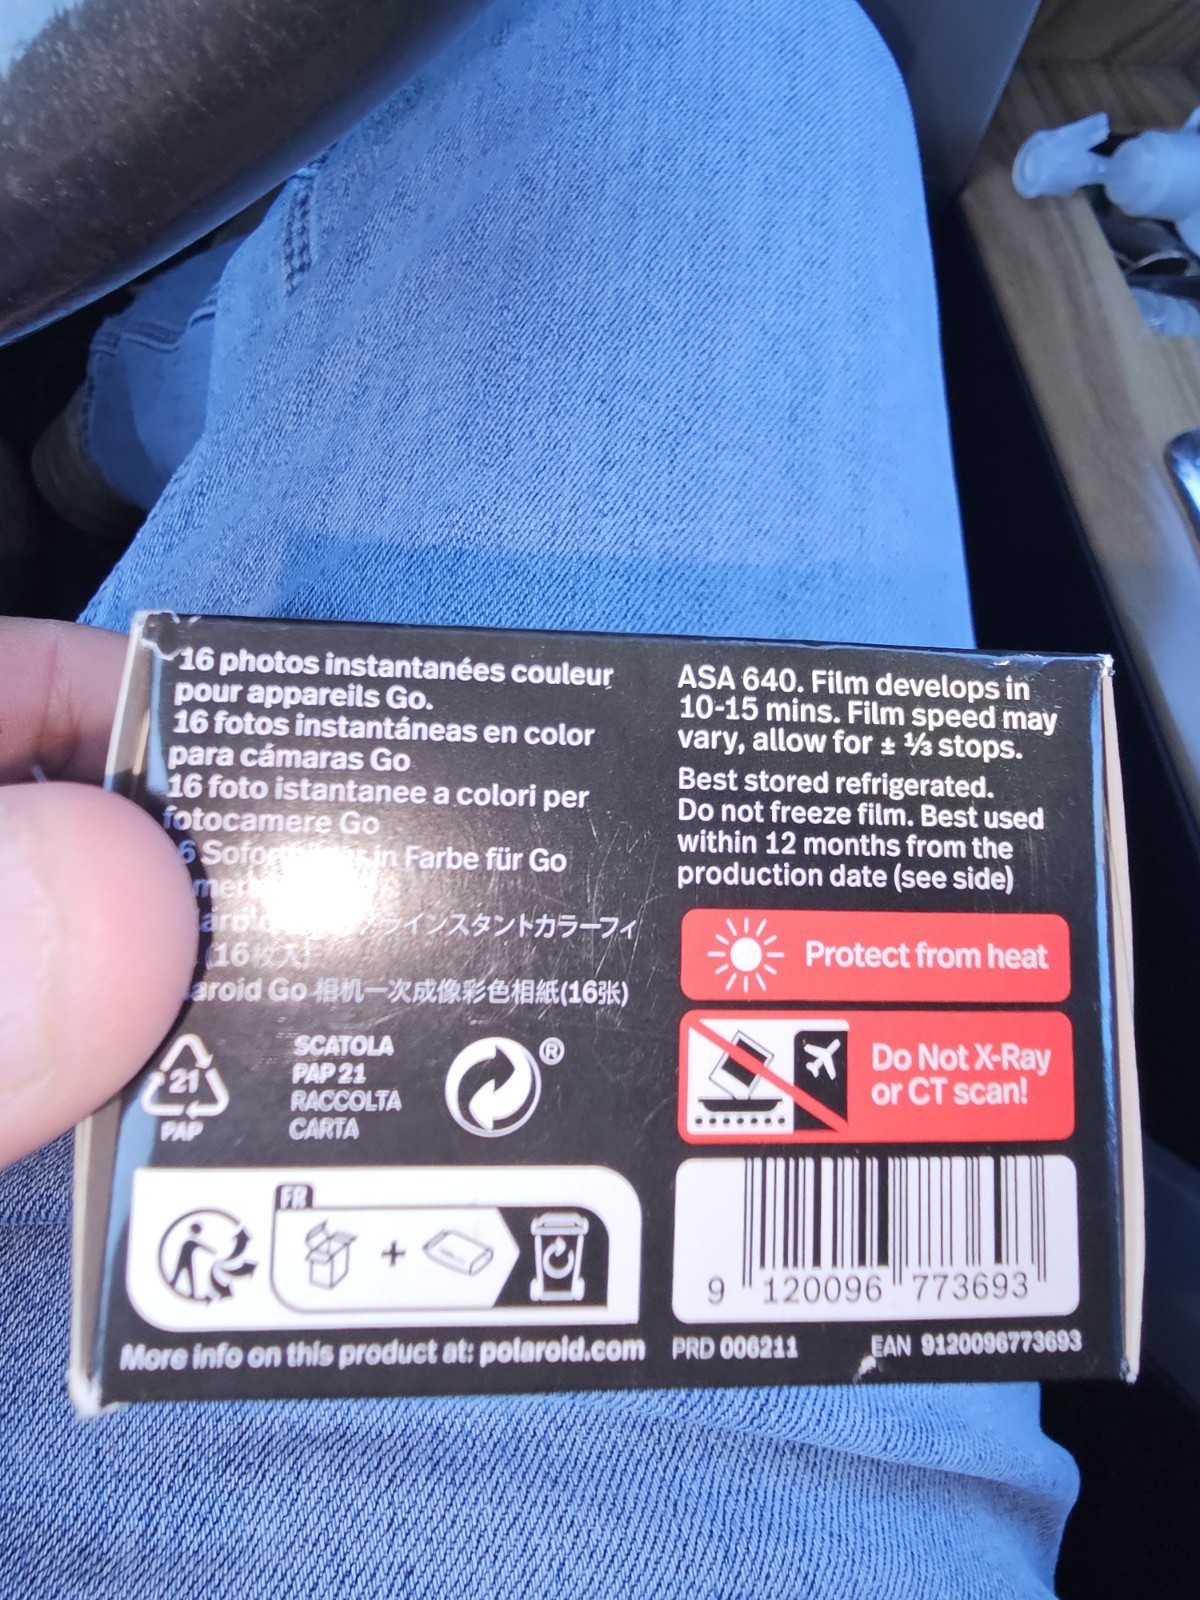 16 photos instantanées couleur
pour appareils Go.
16 fotos instantáneas en color
para cámaras Go
16 foto istantanee a colori per
fotocamere Go
in Farbe für Go
ラインスタントカラーフィ
(16枚入)
Go 相机一次成像彩色相紙(16张)
21
PAP
SCATOLA
PAP 21
RACCOLTA
CARTA
®
FR
+
More info on this product at: polaroid.com
ASA 640. Film develops in
10-15 mins. Film speed may
vary, allow for ± ⅓ stops.
Best stored refrigerated.
Do not freeze film. Best used
within 12 months from the
production date (see side)
Protect from heat
Do Not X-Ray
or CT scan!
9 120096 773693
PRD 006211 EAN 9120096773693